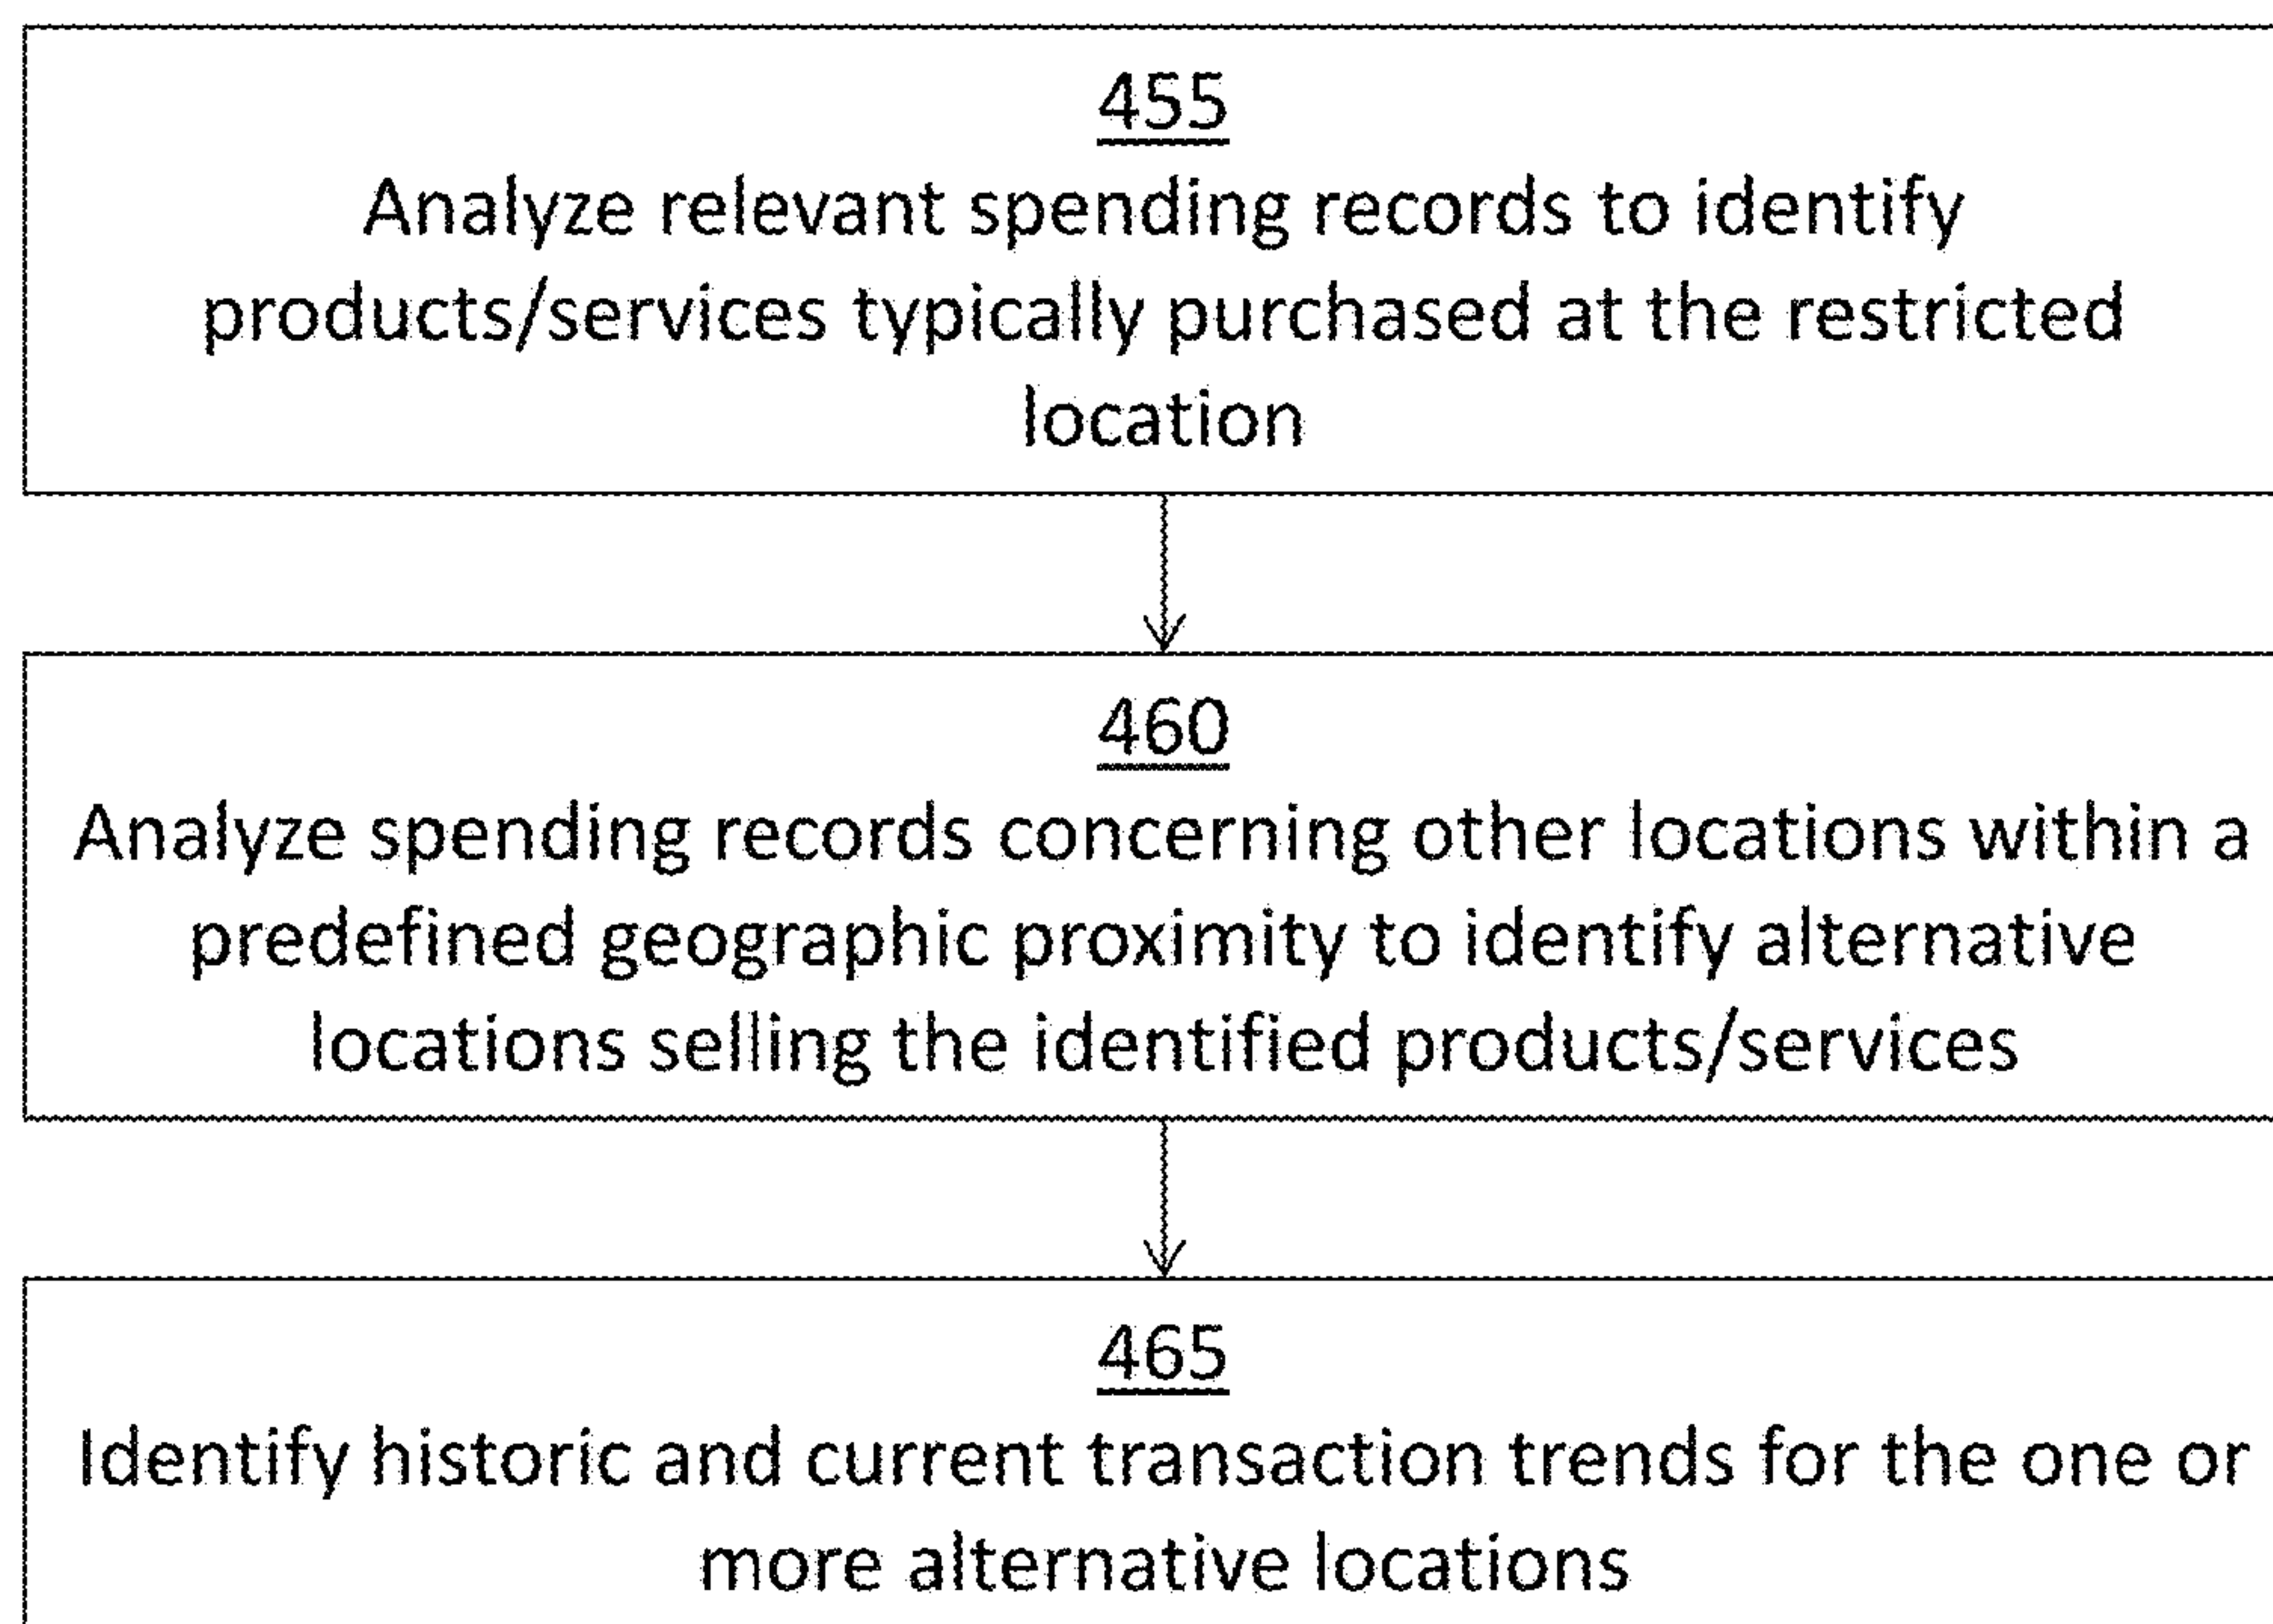 455
Analyze relevant spending records to identify
products/services typically purchased at the restricted
location
460
Analyze spending records concerning other locations within a
predefined geographic proximity to identify alternative
locations selling the identified products/services
465
Identify historic and current transaction trends for the one or
more alternative locations